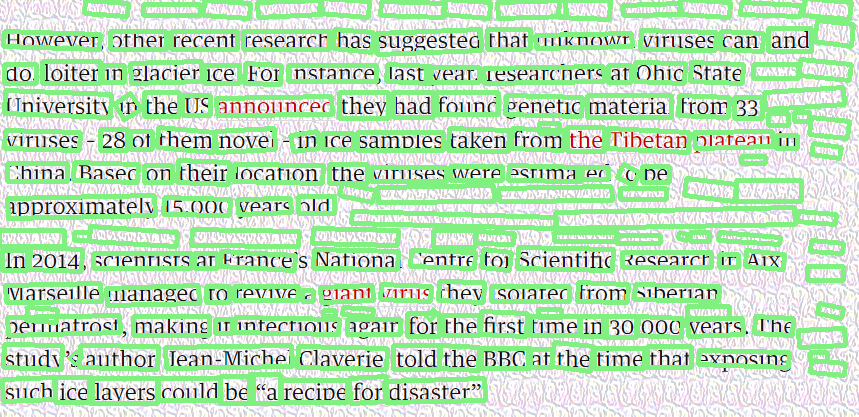 However, other recent research has suggested that unknown viruses can and
do, loiter in glacier ice. For instance, last year, researchers at Ohio State
University in the US announced they had found genetic material from 33
viruses – 28 of them novel – in ice samples taken from the Tibetan plateau in
China. Based on their location, the viruses were estimated to be
approximately 15,000 years old.
In 2014, scientists at France's National Centre for Scientific Research in Aix
Marseille managed to revive a giant virus they isolated from Siberian
permafrost, making it infectious again for the first time in 30,000 years. The
study's author, Jean-Michel Claverie, told the BBC at the time that exposing
such ice layers could be “a recipe for disaster”